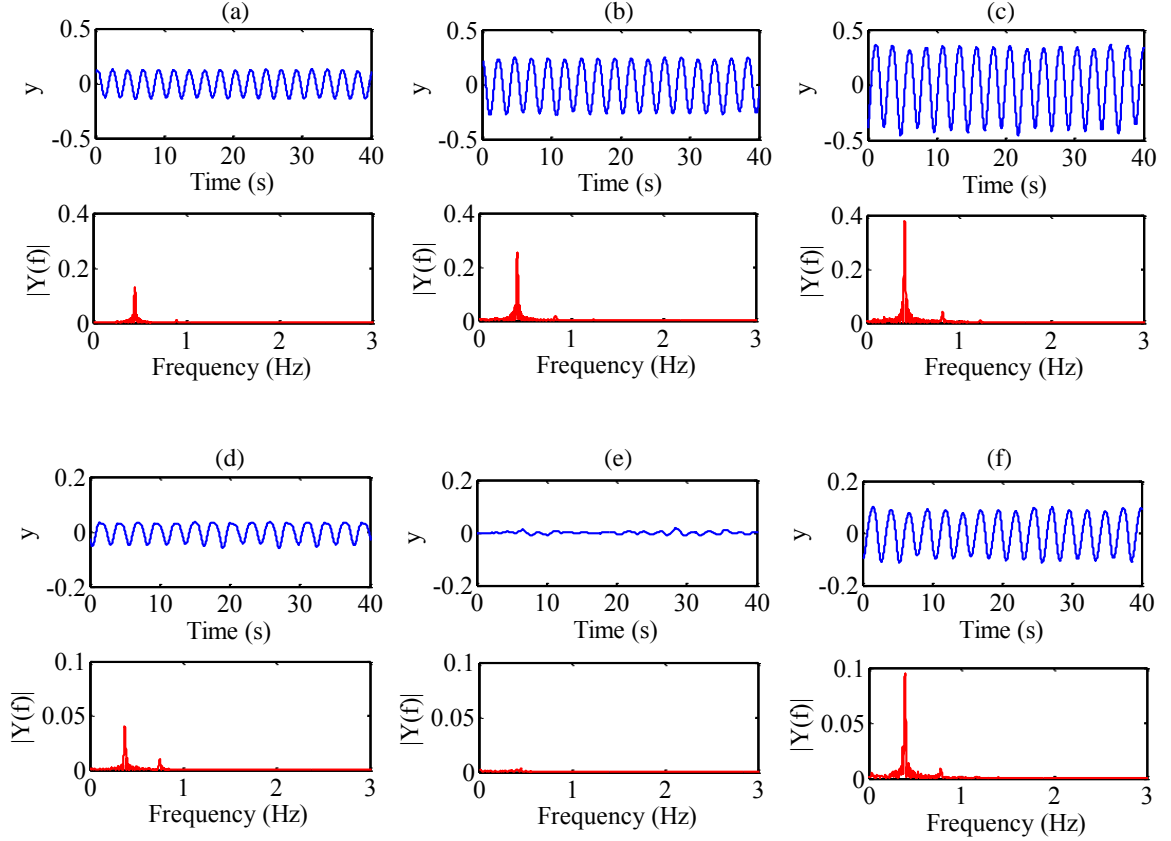 (a) (b) (c)
0.5 0.5 0.5
y y y
0 0 0
-0.5 -0.5 -0.5
0 10 20 30 40 0 10 20 30 40 0 10 20 30 40
Time (s) Time (s) Time (s)
0.4 0.4 0.4
|Y(f)| |Y(f)| |Y(f)|
0.2 0.2 0.2
0 0 0
0 1 2 3 0 1 2 3 0 1 2 3
Frequency (Hz) Frequency (Hz) Frequency (Hz)
(d) (e) (f)
0.2 0.2 0.2
y y y
0 0 0
-0.2 -0.2 -0.2
0 10 20 30 40 0 10 20 30 40 0 10 20 30 40
Time (s) Time (s) Time (s)
0.1 0.1 0.1
|Y(f)| |Y(f)| |Y(f)|
0.05 0.05 0.05
0 0 0
0 1 2 3 0 1 2 3 0 1 2 3
Frequency (Hz) Frequency (Hz) Frequency (Hz)